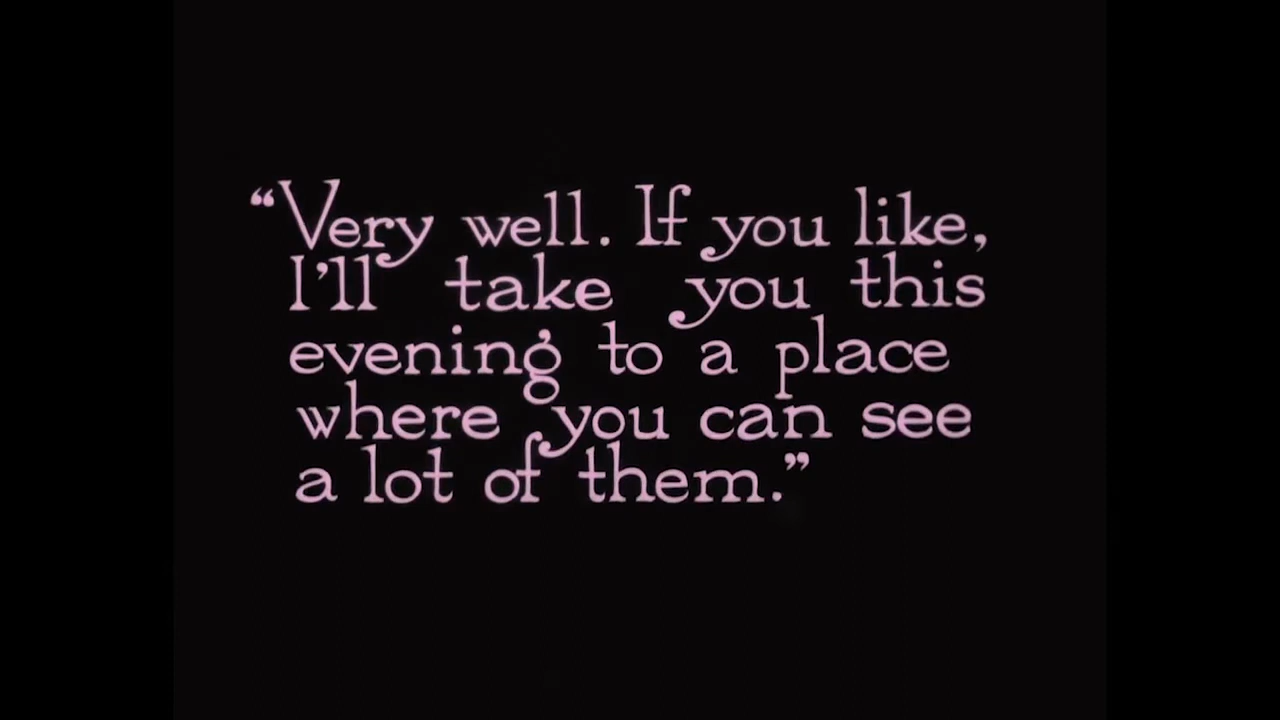 “Very well. If you like,
I’ll take you this
evening to a place
where you can see
a lot of them.”